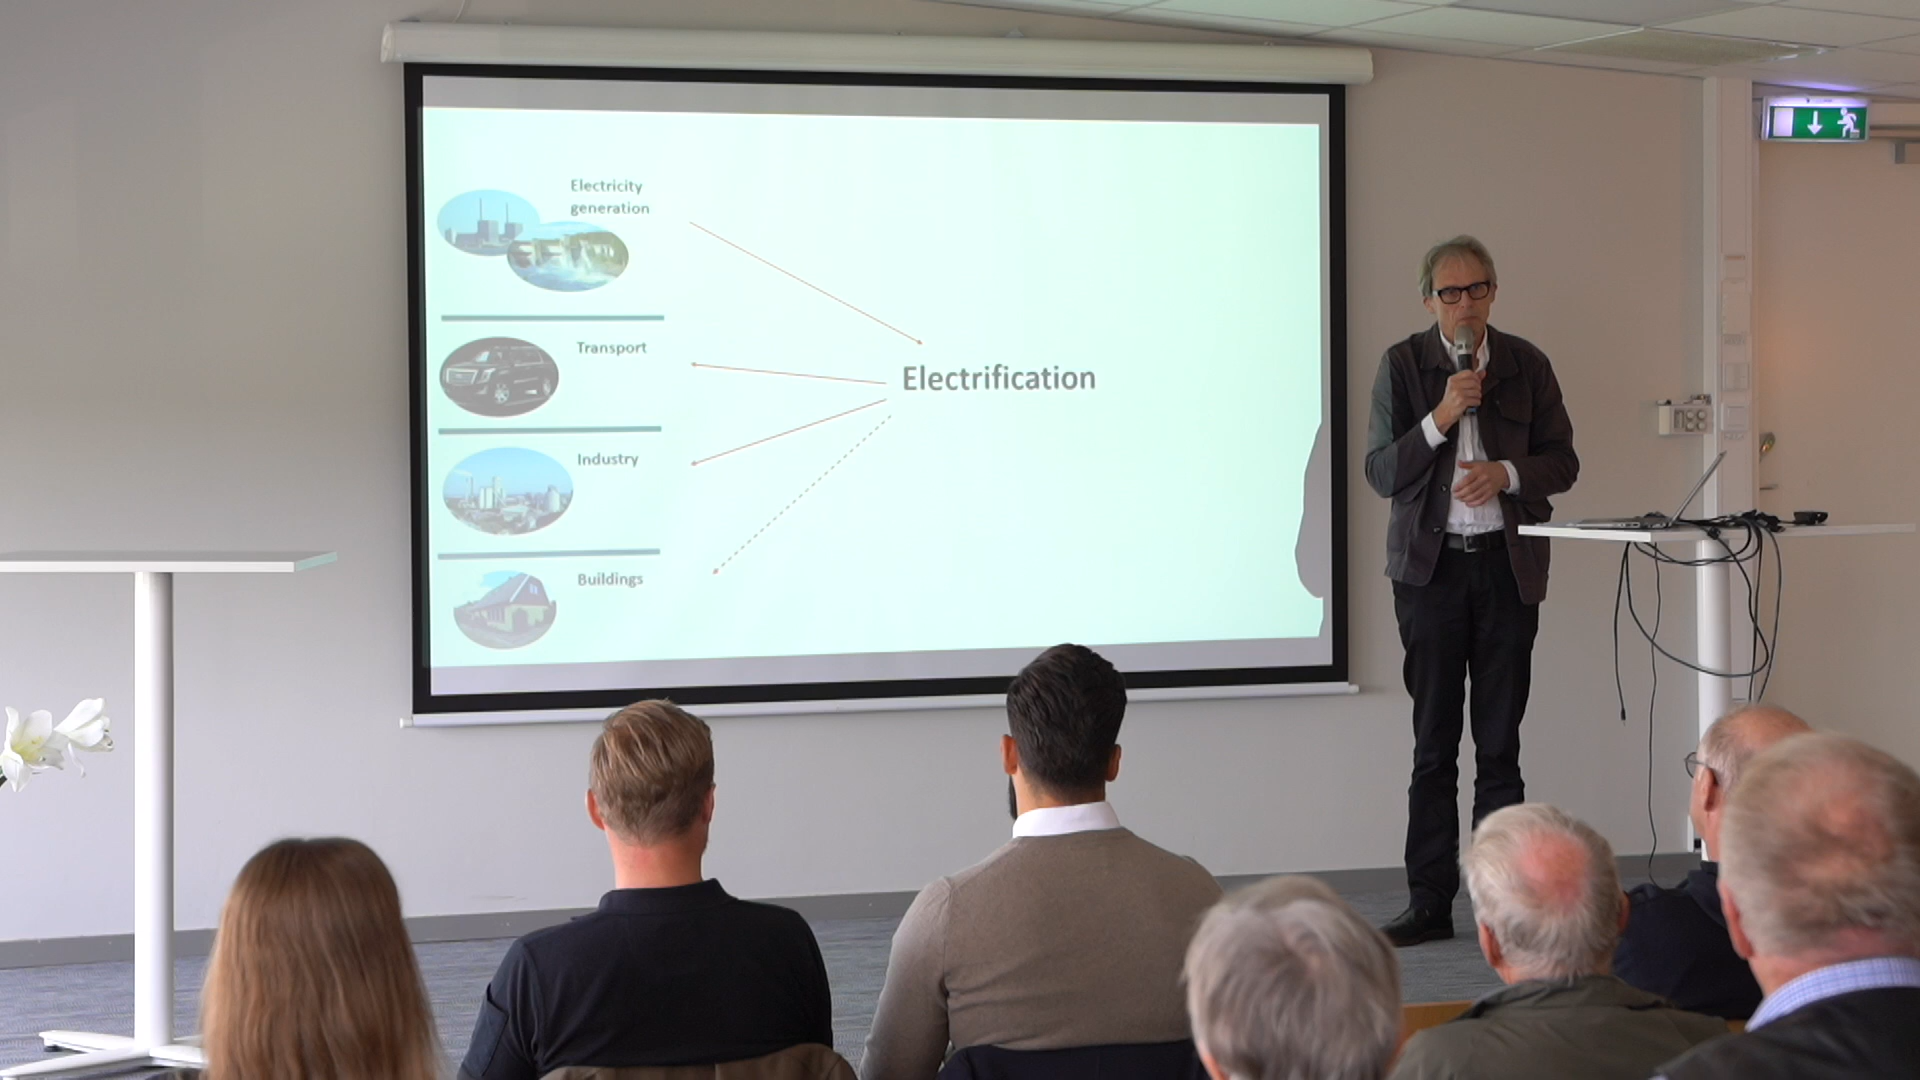 Electricity
generation
Transport
Electrification
Industry
Buildings